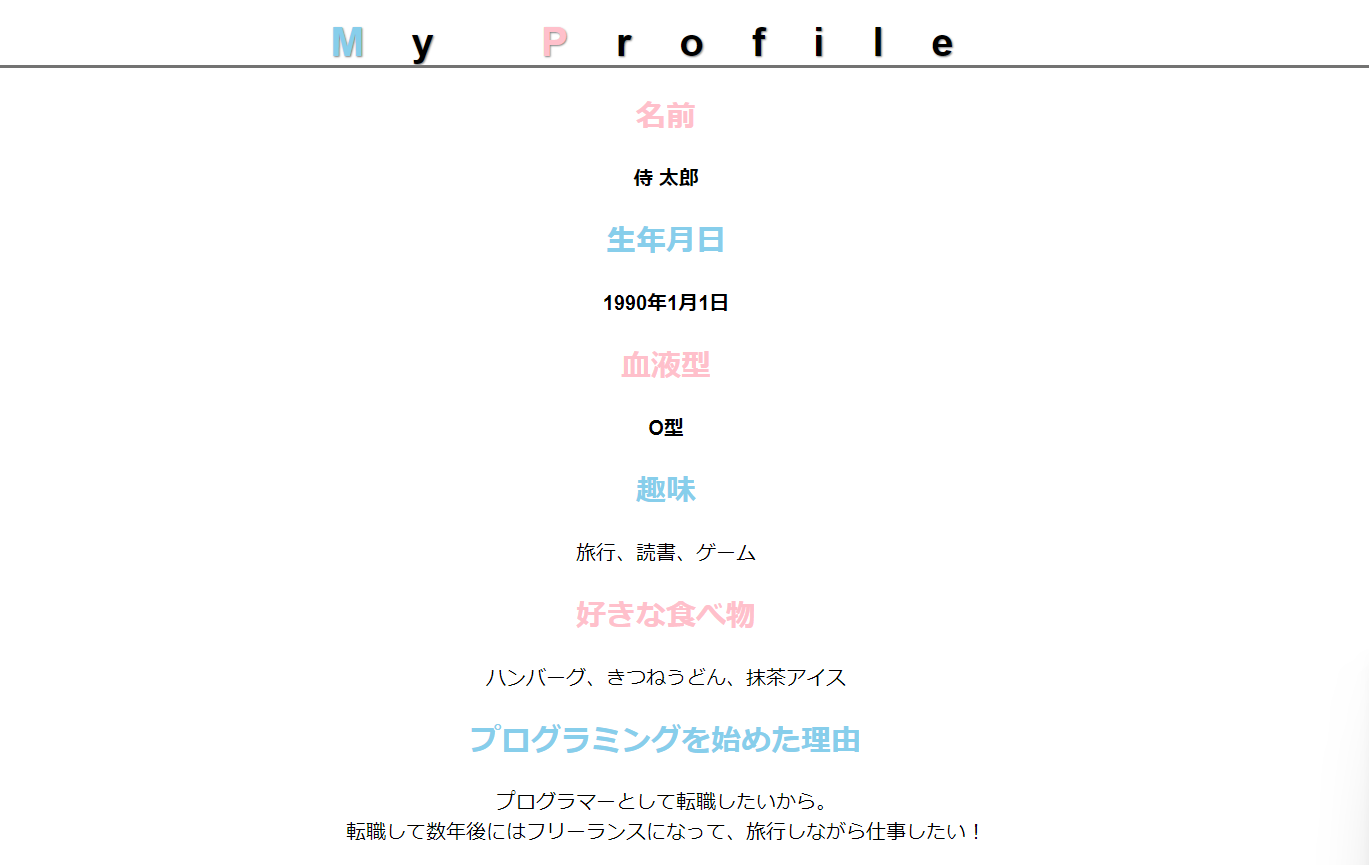 My Profile
名前
侍 太郎
生年月日
1990年1月1日
血液型
O型
趣味
旅行、読書、ゲーム
好きな食べ物
ハンバーグ、きつねうどん、抹茶アイス
プログラミングを始めた理由
プログラマーとして転職したいから。
転職して数年後にはフリーランスになって、旅行しながら仕事したい！